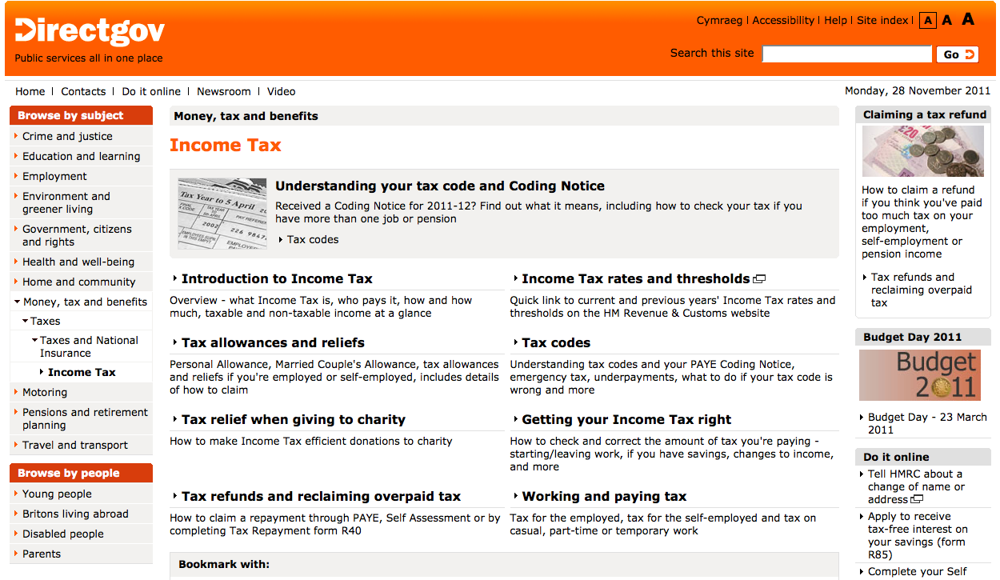 Directgov
Public services all in one place
Cymraeg | Accessibility | Help | Site index | A A A
Search this site
Go
Home | Contacts | Do it online | Newsroom | Video
Monday, 28 November 2011
Browse by subject
Crime and justice
Education and learning
Employment
Environment and
greener living
Government, citizens
and rights
Health and well-being
Home and community
Money, tax and benefits
Taxes
Taxes and National
Insurance
Income Tax
Motoring
Pensions and retirement
planning
Travel and transport
Browse by people
Young people
Britons living abroad
Disabled people
Parents
Money, tax and benefits
Income Tax
Tax Year to 5 April
2002
Understanding your tax code and Coding Notice
Received a Coding Notice for 2011-12? Find out what it means, including how to check your tax if you
have more than one job or pension
Tax codes
Introduction to Income Tax
Overview - what Income Tax is, who pays it, how and how
much, taxable and non-taxable income at a glance
Income Tax rates and thresholds
Quick link to current and previous years' Income Tax rates and
thresholds on the HM Revenue & Customs website
Tax allowances and reliefs
Personal Allowance, Married Couple's Allowance, tax allowances
and reliefs if you're employed or self-employed, includes details
of how to claim
Tax codes
Understanding tax codes and your PAYE Coding Notice,
emergency tax, underpayments, what to do if your tax code is
wrong and more
Tax relief when giving to charity
How to make Income Tax efficient donations to charity
Getting your Income Tax right
How to check and correct the amount of tax you're paying -
starting/leaving work, if you have savings, changes to income,
and more
Tax refunds and reclaiming overpaid tax
How to claim a repayment through PAYE, Self Assessment or by
completing Tax Repayment form R40
Working and paying tax
Tax for the employed, tax for the self-employed and tax on
casual, part-time or temporary work
Bookmark with:
Claiming a tax refund
£20
How to claim a refund
if you think you've paid
too much tax on your
employment,
self-employment or
pension income
Tax refunds and
reclaiming overpaid
tax
Budget Day 2011
Budget
2011
Budget Day - 23 March
2011
Do it online
Tell HMRC about a
change of name or
address
Apply to receive
tax-free interest on
your savings (form
R85)
Complete your Self